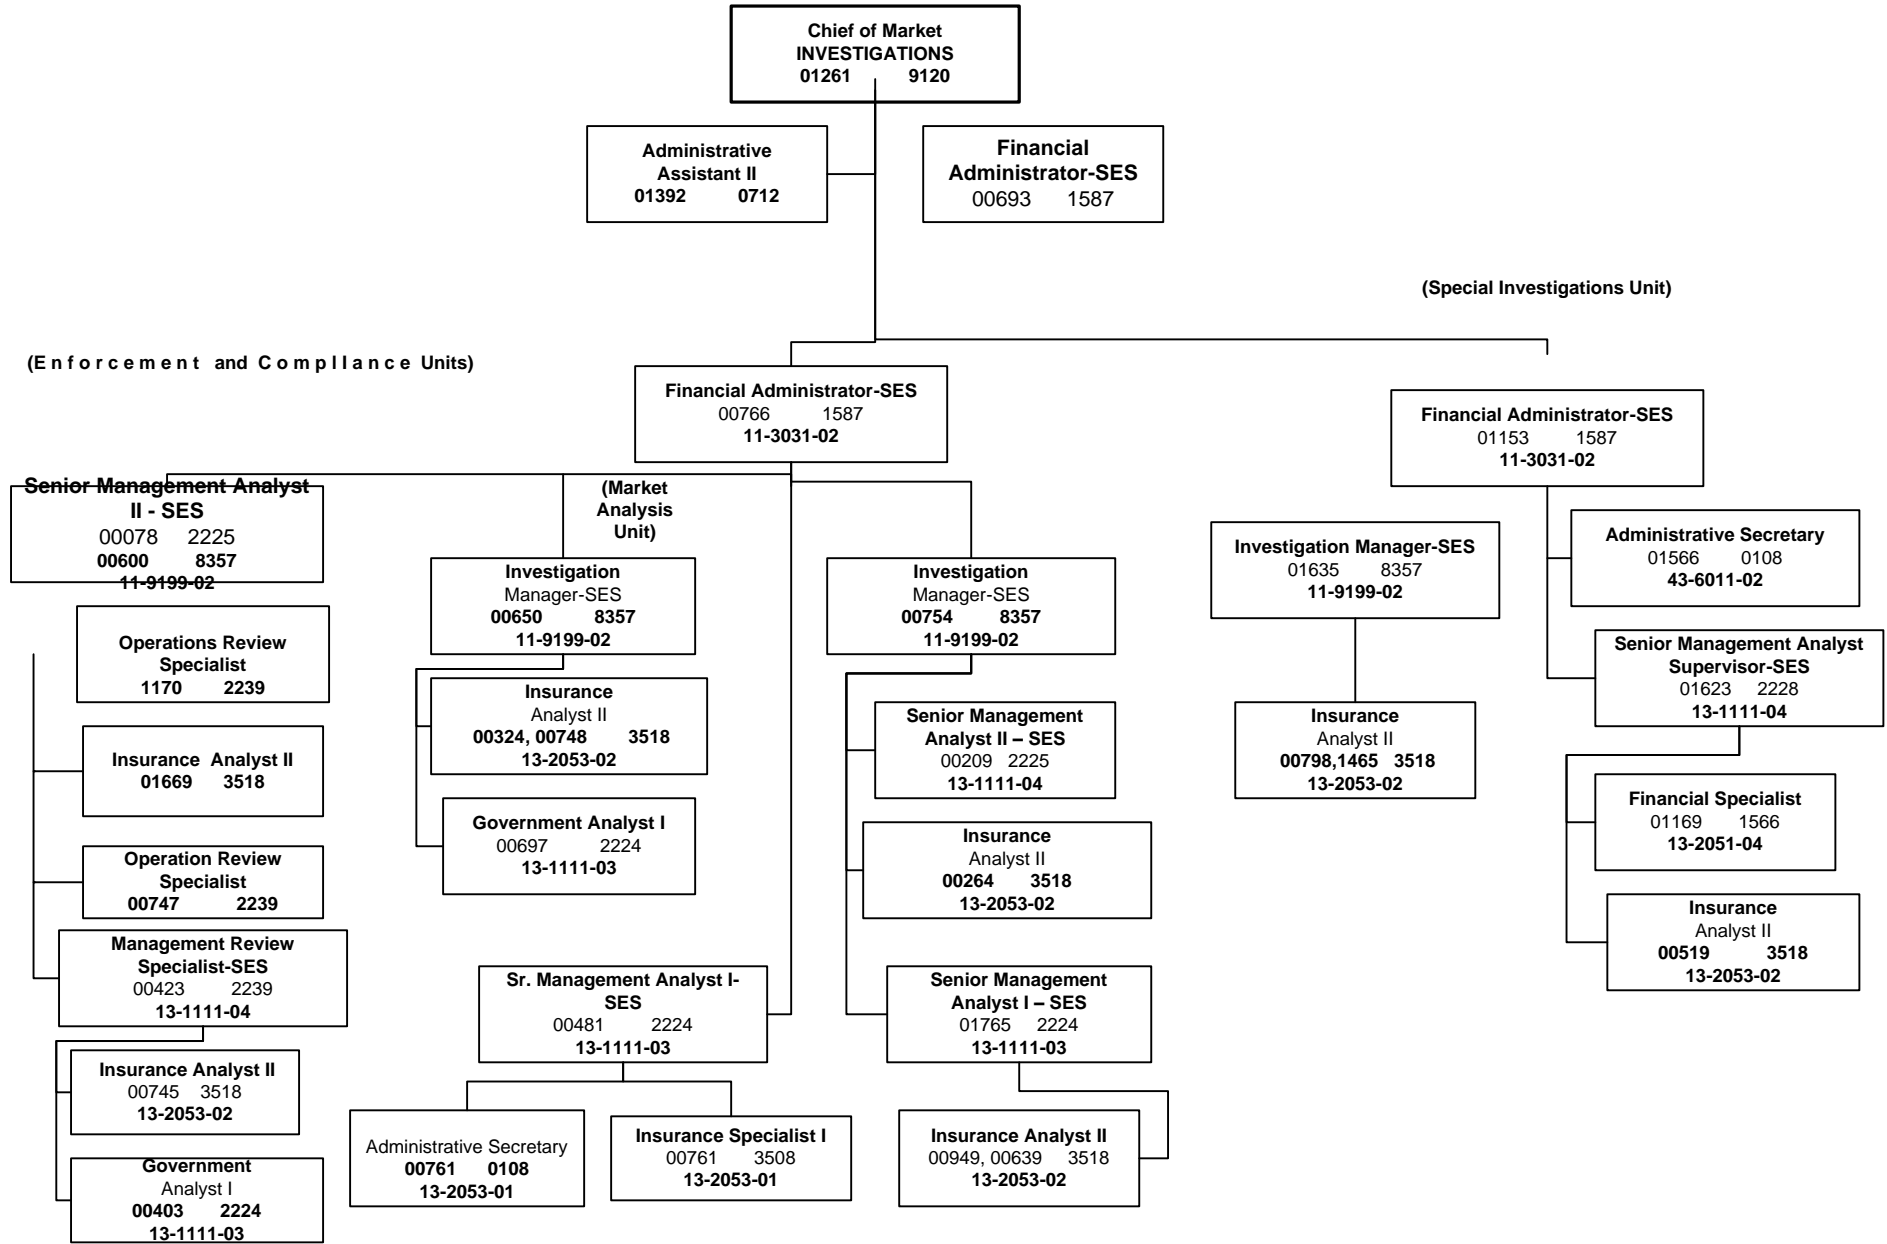 Chief of Market
INVESTIGATIONS
01261 9120
Administrative
Assistant II
01392 0712
Financial
Administrator-SES
00693 1587
(Special Investigations Unit)
(E n f o r c e m e n t and C o m p l I a n c e Units)
Financial Administrator-SES
00766 1587
11-3031-02
Financial Administrator-SES
01153 1587
11-3031-02
Senior Management Analyst
II - SES
00078 2225
00600 8357
11-9199-02
(Market
Analysis
Unit)
Investigation
Manager-SES
00650 8357
11-9199-02
Investigation
Manager-SES
00754 8357
11-9199-02
Investigation Manager-SES
01635 8357
11-9199-02
Administrative Secretary
01566 0108
43-6011-02
Operations Review
Specialist
1170 2239
Insurance
Analyst II
00324, 00748 3518
13-2053-02
Senior Management
Analyst II – SES
00209 2225
13-1111-04
Insurance
Analyst II
00798,1465 3518
13-2053-02
Senior Management Analyst
Supervisor-SES
01623 2228
13-1111-04
Insurance Analyst II
01669 3518
Government Analyst I
00697 2224
13-1111-03
Insurance
Analyst II
00264 3518
13-2053-02
Financial Specialist
01169 1566
13-2051-04
Operation Review
Specialist
00747 2239
Insurance
Analyst II
00519 3518
13-2053-02
Management Review
Specialist-SES
00423 2239
13-1111-04
Sr. Management Analyst I-
SES
00481 2224
13-1111-03
Senior Management
Analyst I – SES
01765 2224
13-1111-03
Insurance Analyst II
00745 3518
13-2053-02
Administrative Secretary
00761 0108
13-2053-01
Insurance Specialist I
00761 3508
13-2053-01
Insurance Analyst II
00949, 00639 3518
13-2053-02
Government
Analyst I
00403 2224
13-1111-03